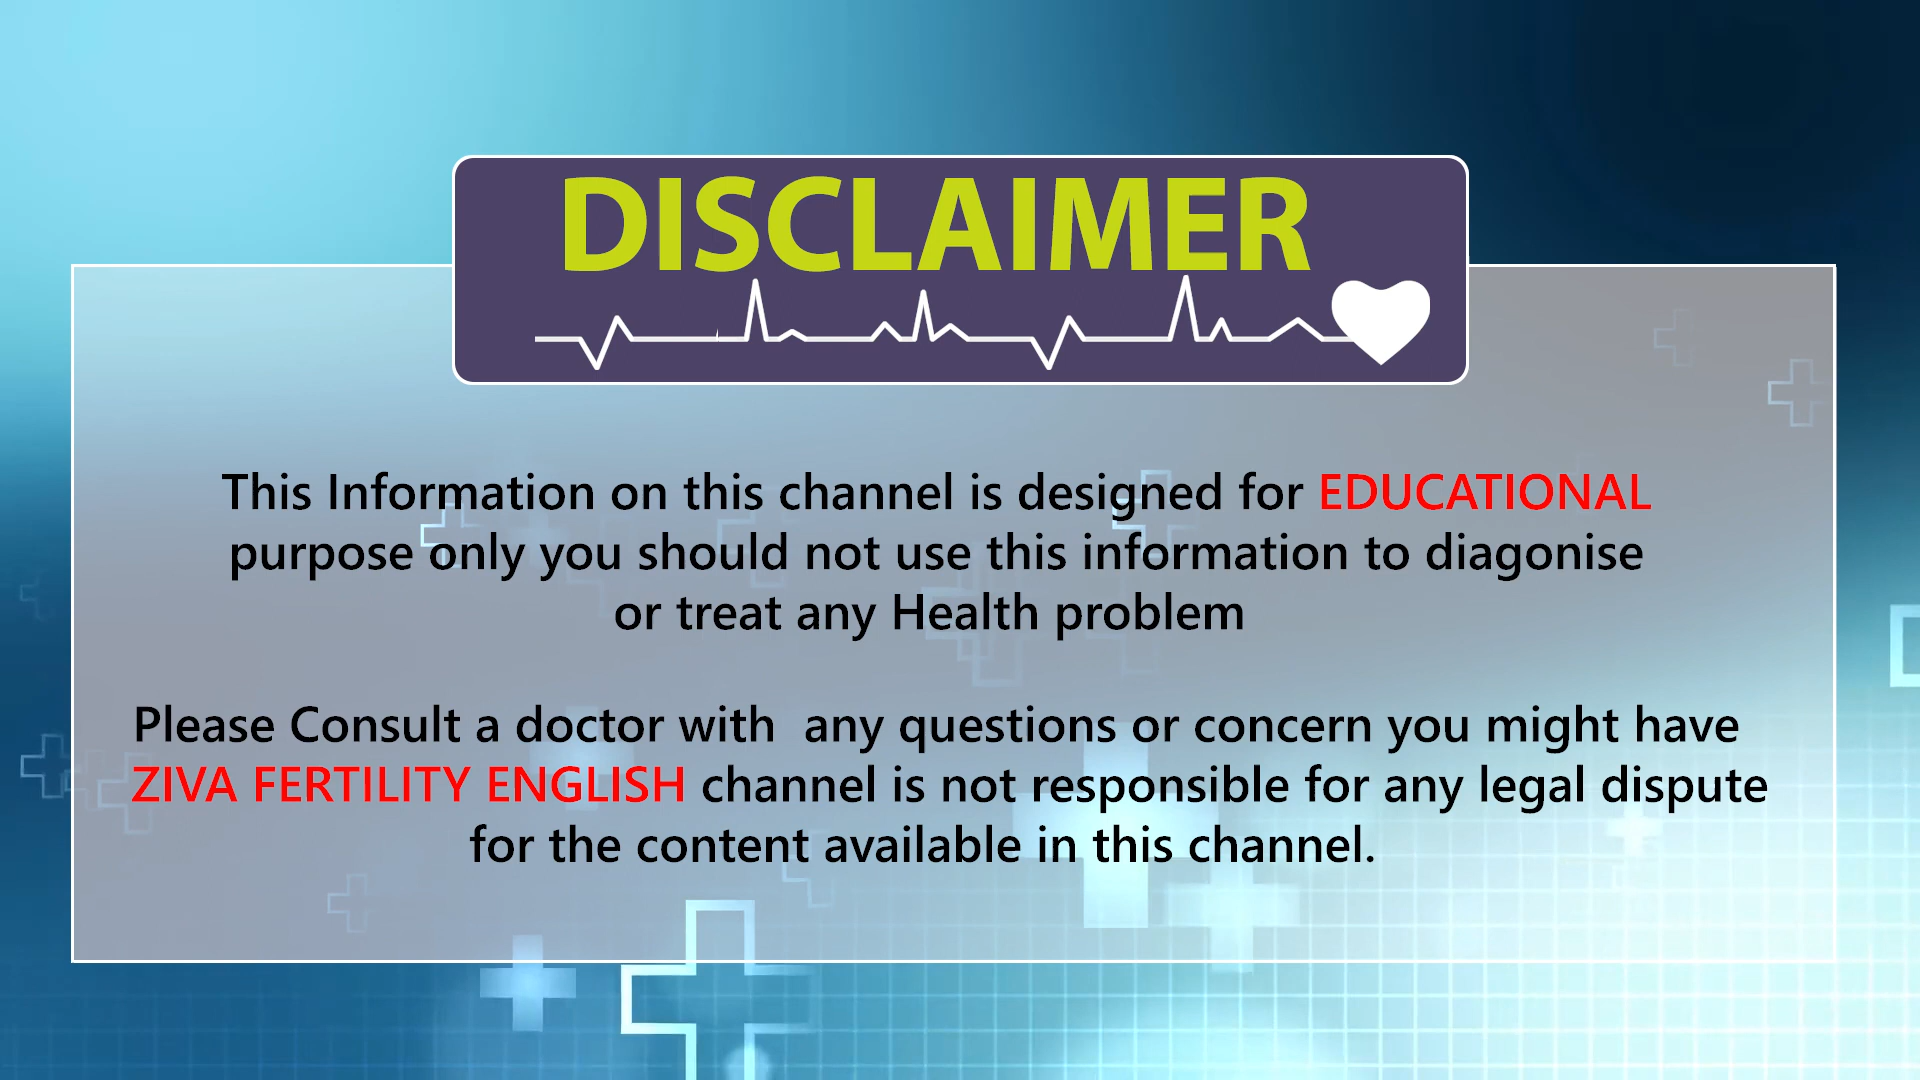 DISCLAIMER
This Information on this channel is designed for EDUCATIONAL
purpose only you should not use this information to diagonise
or treat any Health problem
Please Consult a doctor with  any questions or concern you might have
ZIVA FERTILITY ENGLISH channel is not responsible for any legal dispute
for the content available in this channel.